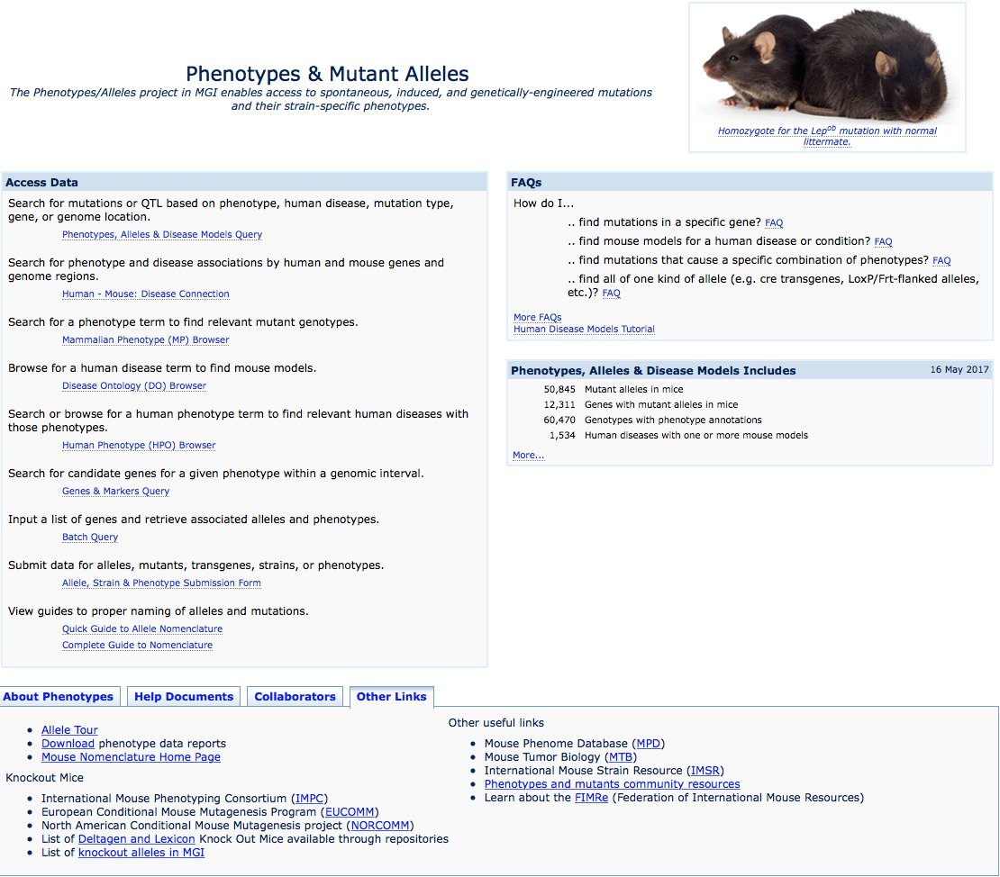 Phenotypes & Mutant Alleles
The Phenotypes/Alleles project in MGI enables access to spontaneous, induced, and genetically-engineered mutations
and their strain-specific phenotypes.
Homozygote for the Lepob mutation with normal
littermate.
Access Data
Search for mutations or QTL based on phenotype, human disease, mutation type,
gene, or genome location.
Phenotypes, Alleles & Disease Models Query
Search for phenotype and disease associations by human and mouse genes and
genome regions.
Human - Mouse: Disease Connection
Search for a phenotype term to find relevant mutant genotypes.
Mammalian Phenotype (MP) Browser
Browse for a human disease term to find mouse models.
Disease Ontology (DO) Browser
Search or browse for a human phenotype term to find relevant human diseases with
those phenotypes.
Human Phenotype (HPO) Browser
Search for candidate genes for a given phenotype within a genomic interval.
Genes & Markers Query
Input a list of genes and retrieve associated alleles and phenotypes.
Batch Query
Submit data for alleles, mutants, transgenes, strains, or phenotypes.
Allele, Strain & Phenotype Submission Form
View guides to proper naming of alleles and mutations.
Quick Guide to Allele Nomenclature
Complete Guide to Nomenclature
FAQs
How do I...
.. find mutations in a specific gene? FAQ
.. find mouse models for a human disease or condition? FAQ
.. find mutations that cause a specific combination of phenotypes? FAQ
.. find all of one kind of allele (e.g. cre transgenes, LoxP/Frt-flanked alleles,
etc.)? FAQ
More FAQs
Human Disease Models Tutorial
Phenotypes, Alleles & Disease Models Includes 16 May 2017
50,845 Mutant alleles in mice
12,311 Genes with mutant alleles in mice
60,470 Genotypes with phenotype annotations
1,534 Human diseases with one or more mouse models
More...
About Phenotypes Help Documents Collaborators Other Links
• Allele Tour
• Download phenotype data reports
• Mouse Nomenclature Home Page
Knockout Mice
• International Mouse Phenotyping Consortium (IMPC)
• European Conditional Mouse Mutagenesis Program (EUCOMM)
• North American Conditional Mouse Mutagenesis project (NORCOMM)
• List of Deltagen and Lexicon Knock Out Mice available through repositories
• List of knockout alleles in MGI
Other useful links
• Mouse Phenome Database (MPD)
• Mouse Tumor Biology (MTB)
• International Mouse Strain Resource (IMSR)
• Phenotypes and mutants community resources
• Learn about the FIMRe (Federation of International Mouse Resources)